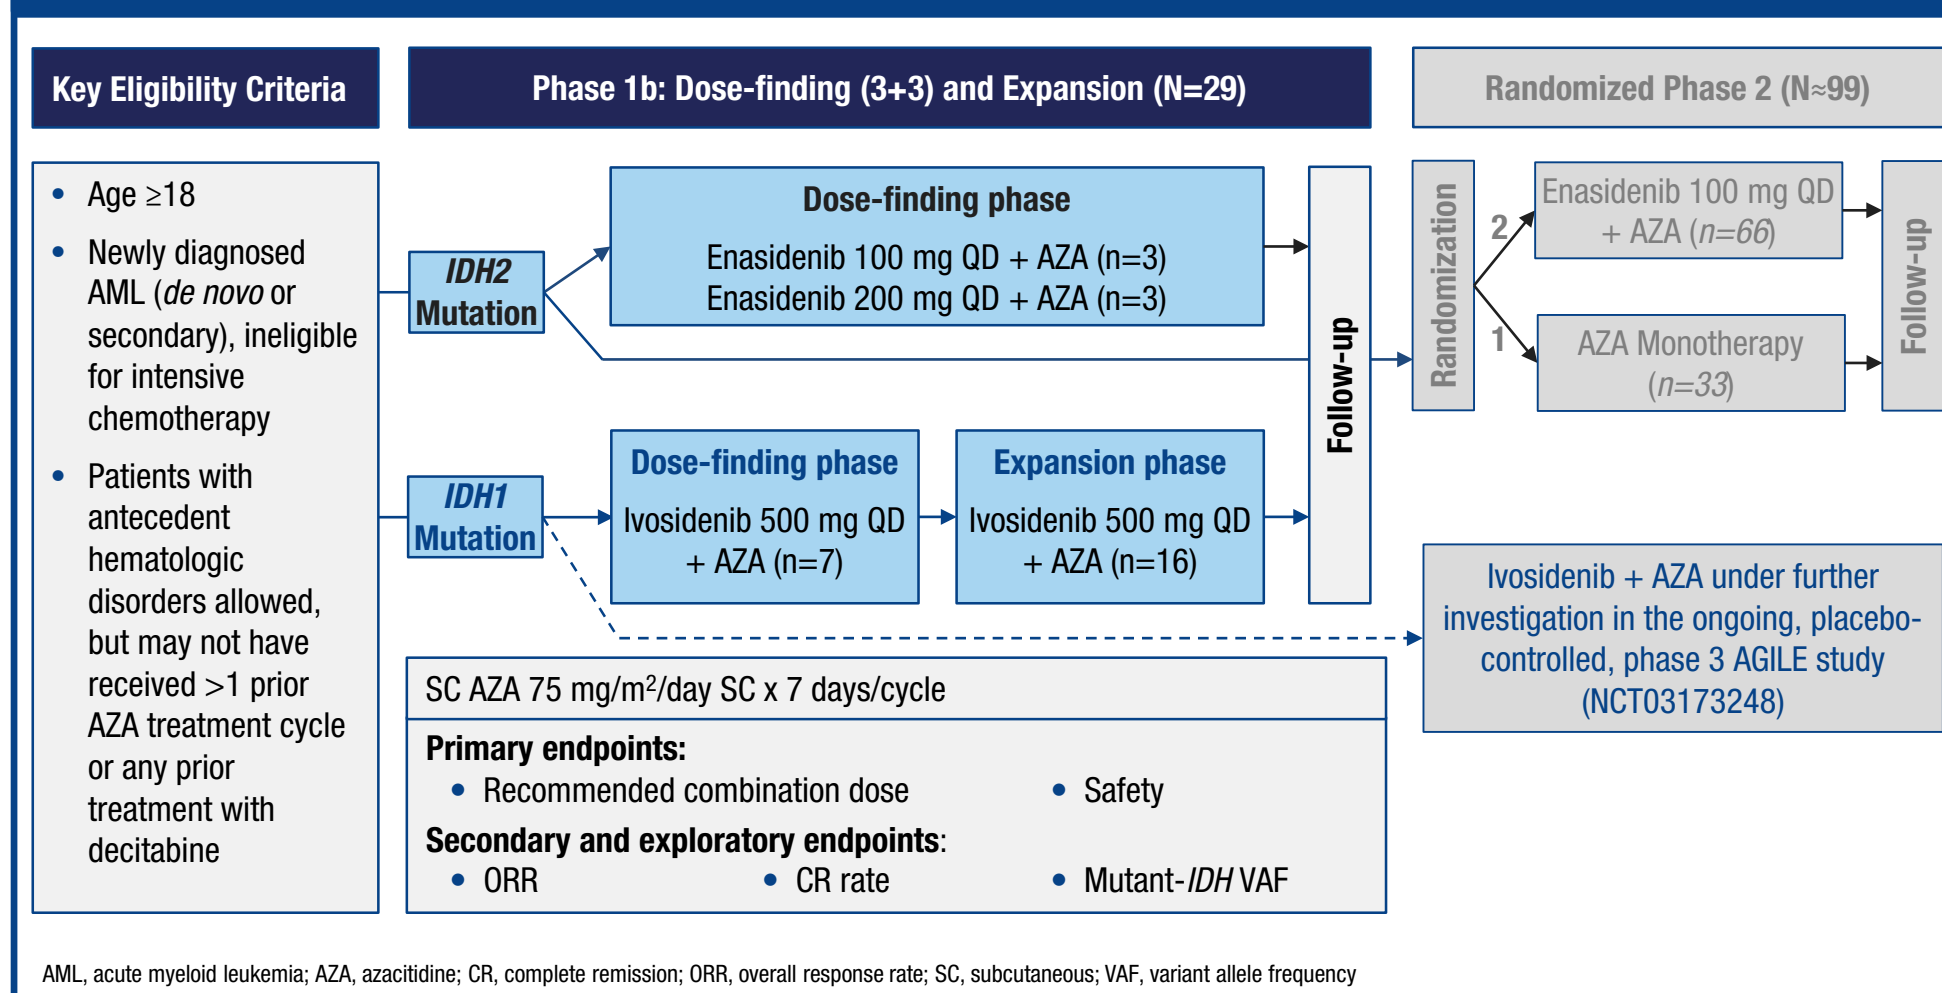 Key Eligibility Criteria
Phase 1b: Dose-finding (3+3) and Expansion (N=29)
Randomized Phase 2 (N≈99)
• Age ≥18
• Newly diagnosed
AML (de novo or
secondary), ineligible
for intensive
chemotherapy
• Patients with
antecedent
hematologic
disorders allowed,
but may not have
received >1 prior
AZA treatment cycle
or any prior
treatment with
decitabine
IDH2
Mutation
Dose-finding phase
Enasidenib 100 mg QD + AZA (n=3)
Enasidenib 200 mg QD + AZA (n=3)
IDH1
Mutation
Dose-finding phase
Ivosidenib 500 mg QD
+ AZA (n=7)
Expansion phase
Ivosidenib 500 mg QD
+ AZA (n=16)
Follow-up
Randomization
2
1
Enasidenib 100 mg QD
+ AZA (n=66)
AZA Monotherapy
(n=33)
Follow-up
Ivosidenib + AZA under further
investigation in the ongoing, placebo-
controlled, phase 3 AGILE study
(NCT03173248)
SC AZA 75 mg/m²/day SC x 7 days/cycle
Primary endpoints:
• Recommended combination dose • Safety
Secondary and exploratory endpoints:
• ORR • CR rate • Mutant-IDH VAF
AML, acute myeloid leukemia; AZA, azacitidine; CR, complete remission; ORR, overall response rate; SC, subcutaneous; VAF, variant allele frequency